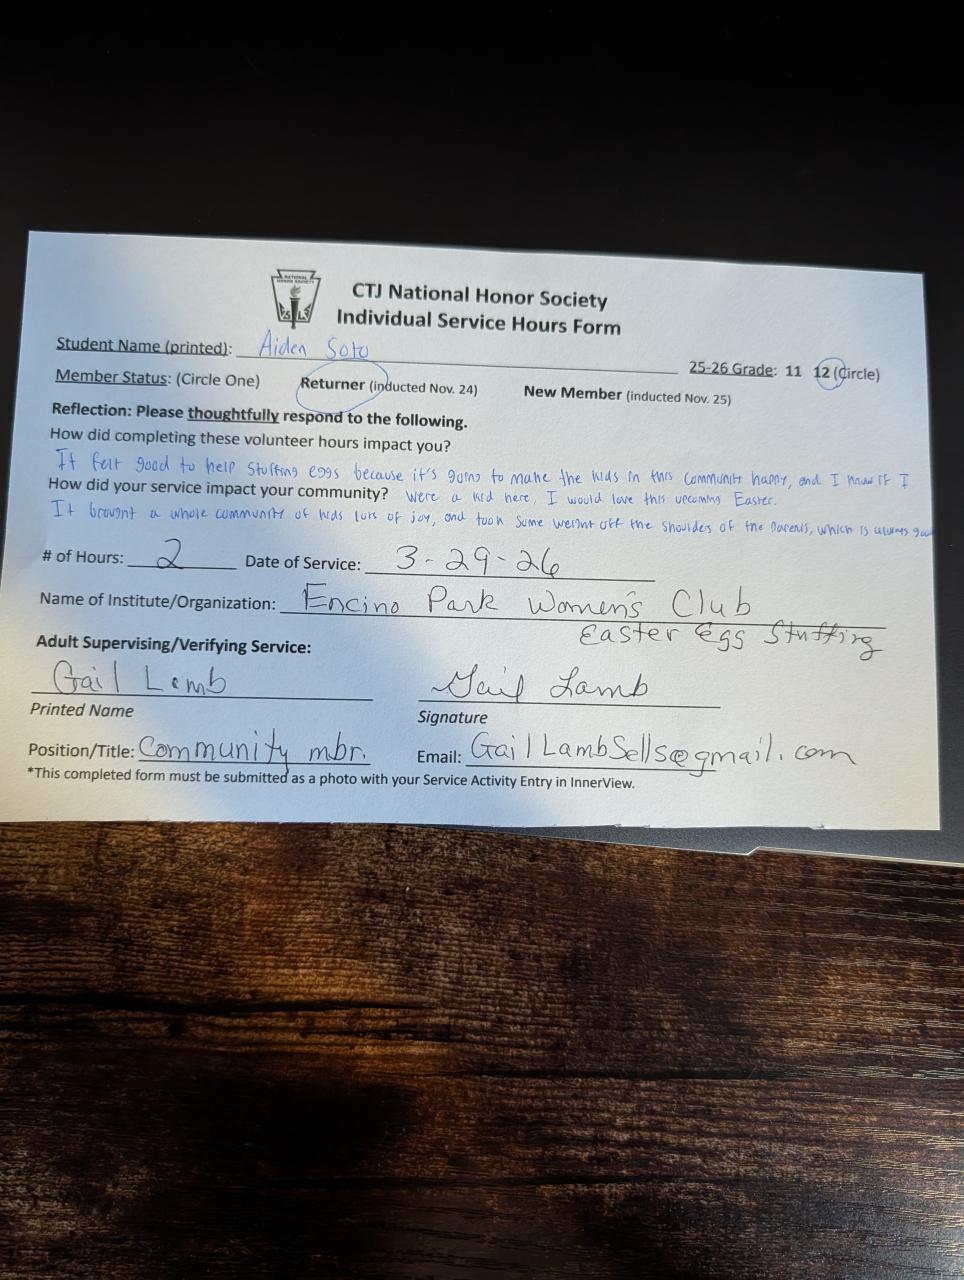 NATIONAL
HONOR SOCIETY
CTJ National Honor Society
Individual Service Hours Form
Student Name (printted): Aiden Soto
25-26 Grade: 11 12 (Circle)
Member Status: (Circle One) Returner (inducted Nov. 24) New Member (inducted Nov. 25)
Reflection: Please thoughtfully respond to the following.
How did completing these volunteer hours impact you?
It felt good to help stuffing eggs because it's going to make the kids in this community happy, and I know if I
How did your service impact your community? were a kid here, I would love this upcoming Easter.
It brought a whole community of kids lots of joy, and took some weight off the shoulders of the parents, which is always good
# of Hours: 2 Date of Service: 3-29-26
Name of Institute/Organization: Encino Park Women's Club
Easter Egg Stuffing
Adult Supervising/Verifying Service:
Gail Lamb Gail Lamb
Printed Name Signature
Position/Title: Community mbr. Email: GailLambSells@gmail.com
*This completed form must be submitted as a photo with your Service Activity Entry in InnerView.